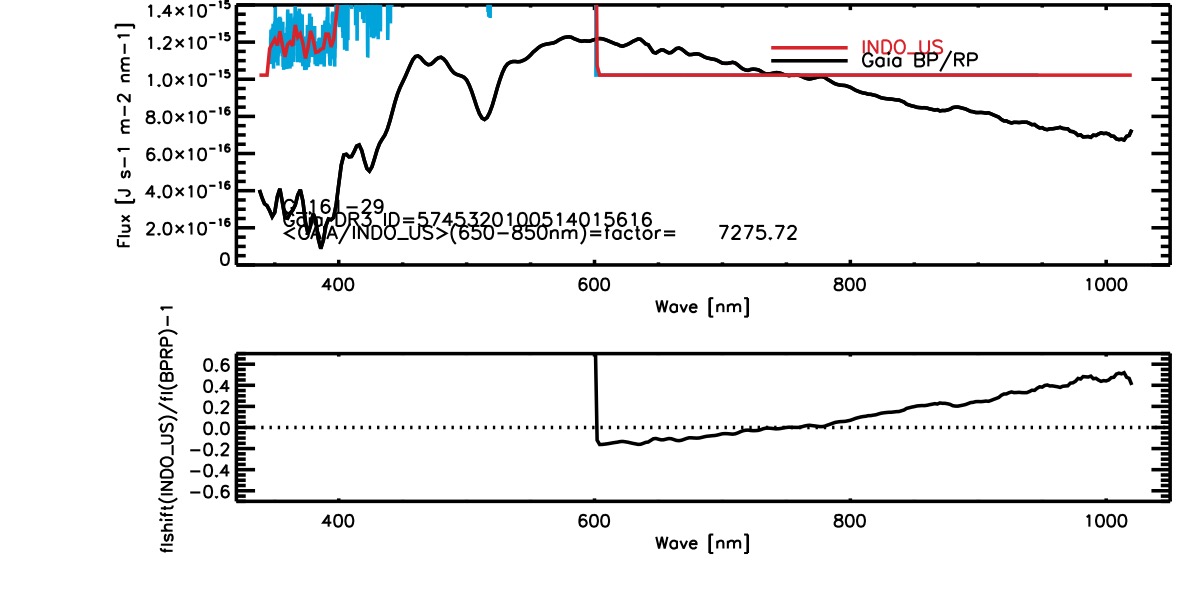 1.4×10−15
1.2×10−15
1.0×10−15
8.0×10−16
6.0×10−16
4.0×10−16
2.0×10−16
0
Flux [J s−1 m−2 nm−1]
INDO_US
Gaia BP/RP
Gaia DR3 ID=5745320100514015616
<GAIA/INDO_US>(650−850nm)=factor= 7275.72
400 600 800 1000
Wave [nm]
0.6
0.4
0.2
0.0
−0.2
−0.4
−0.6
flshift(INDO_US)/fl(BPRP)−1
400 600 800 1000
Wave [nm]